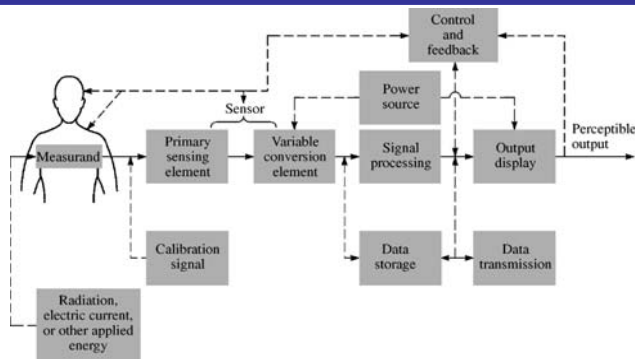 Control
and
feedback
Power
source
Sensor
Measurand
Primary
sensing
element
Variable
conversion
element
Signal
processing
Output
display
Perceptible
output
Calibration
signal
Data
storage
Data
transmission
Radiation,
electric current,
or other applied
energy